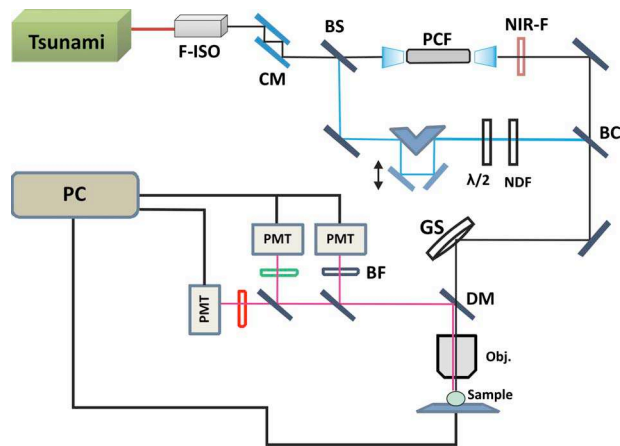 Tsunami
F-ISO
CM
BS
PCF
NIR-F
BC
λ/2
NDF
PC
PMT
PMT
BF
GS
PMT
DM
Obj.
Sample